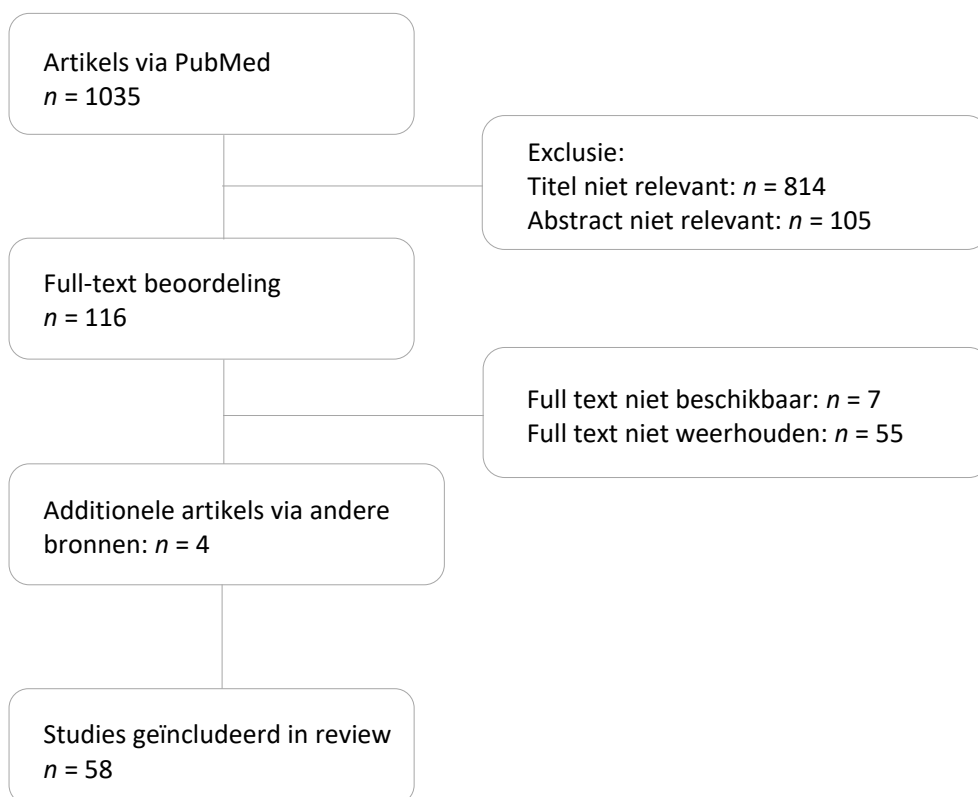 Artikels via PubMed
n = 1035
Exclusie:
Titel niet relevant: n = 814
Abstract niet relevant: n = 105
Full-text beoordeling
n = 116
Full text niet beschikbaar: n = 7
Full text niet weerhouden: n = 55
Additionele artikels via andere
bronnen: n = 4
Studies geïncludeerd in review
n = 58